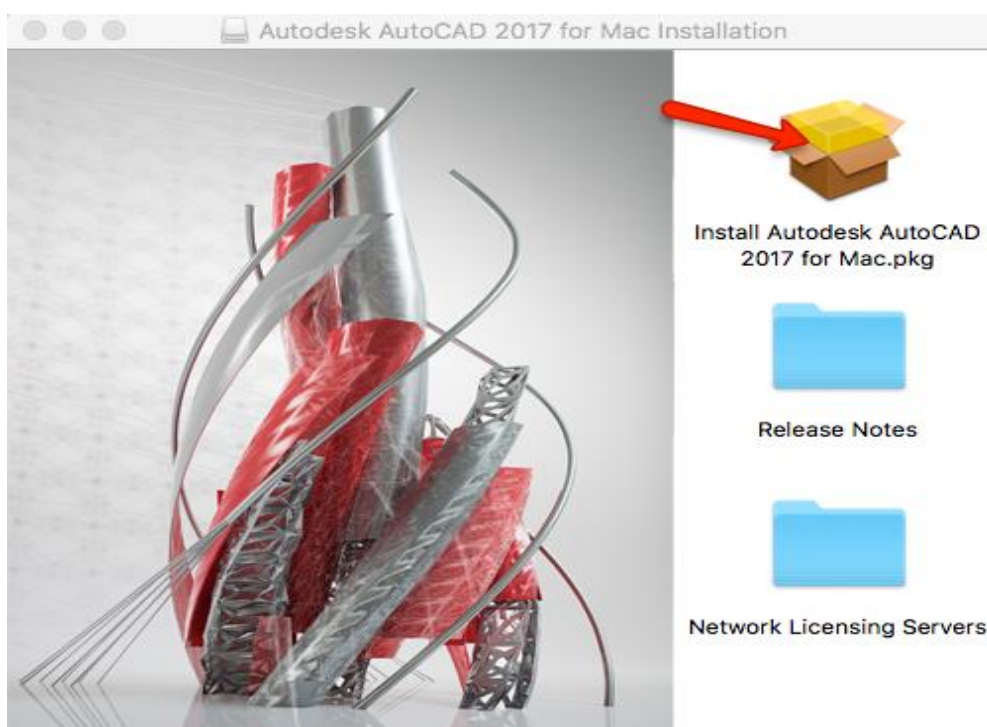 Autodesk AutoCAD 2017 for Mac Installation
Install Autodesk AutoCAD
2017 for Mac.pkg
Release Notes
Network Licensing Servers